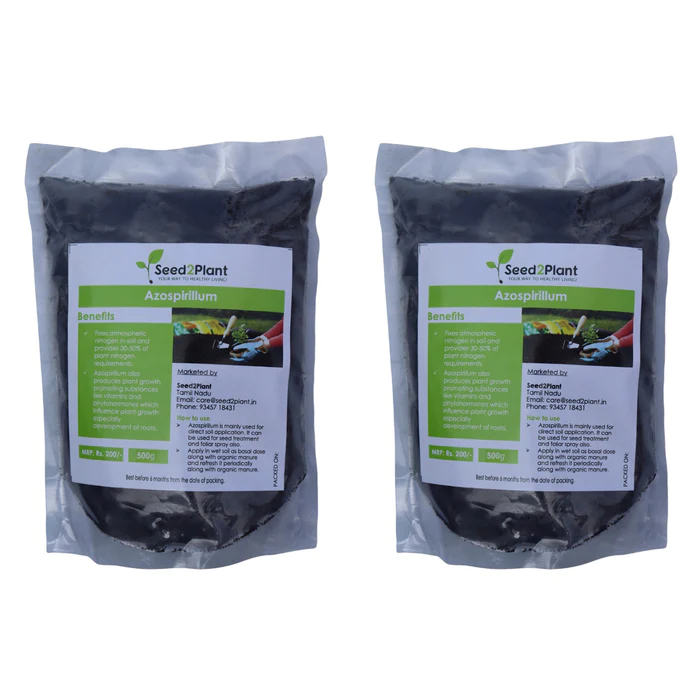 Seed2Plant
YOUR WAY TO HEALTHY LIVING!
Azospirillum
Benefits
Fixes atmospheric
nitrogen in soil and
provides 30-50% of
plant nitrogen
requirements.
Azospirillum also
produces plant growth
promoting substances
like vitamins and
phytohormones which
influence plant growth
especially
development of roots.
MRP: Rs. 200/-
500g
Marketed by
Seed2Plant
Tamil Nadu
Email: care@seed2plant.in
Phone: 93457 18431
How to use
Azospirillum is mainly used for
direct soil application. It can
be used for seed treatment
and foliar spray also.
Apply in wet soil as basal dose
along with organic manure
and refresh it periodically
along with organic manure.
PACKED ON:
Best before 6 months from the date of packing.
Seed2Plant
YOUR WAY TO HEALTHY LIVING!
Azospirillum
Benefits
Fixes atmospheric
nitrogen in soil and
provides 30-50% of
plant nitrogen
requirements.
Azospirillum also
produces plant growth
promoting substances
like vitamins and
phytohormones which
influence plant growth
especially
development of roots.
MRP: Rs. 200/-
500g
Marketed by
Seed2Plant
Tamil Nadu
Email: care@seed2plant.in
Phone: 93457 18431
How to use
Azospirillum is mainly used for
direct soil application. It can
be used for seed treatment
and foliar spray also.
Apply in wet soil as basal dose
along with organic manure
and refresh it periodically
along with organic manure.
PACKED ON:
Best before 6 months from the date of packing.